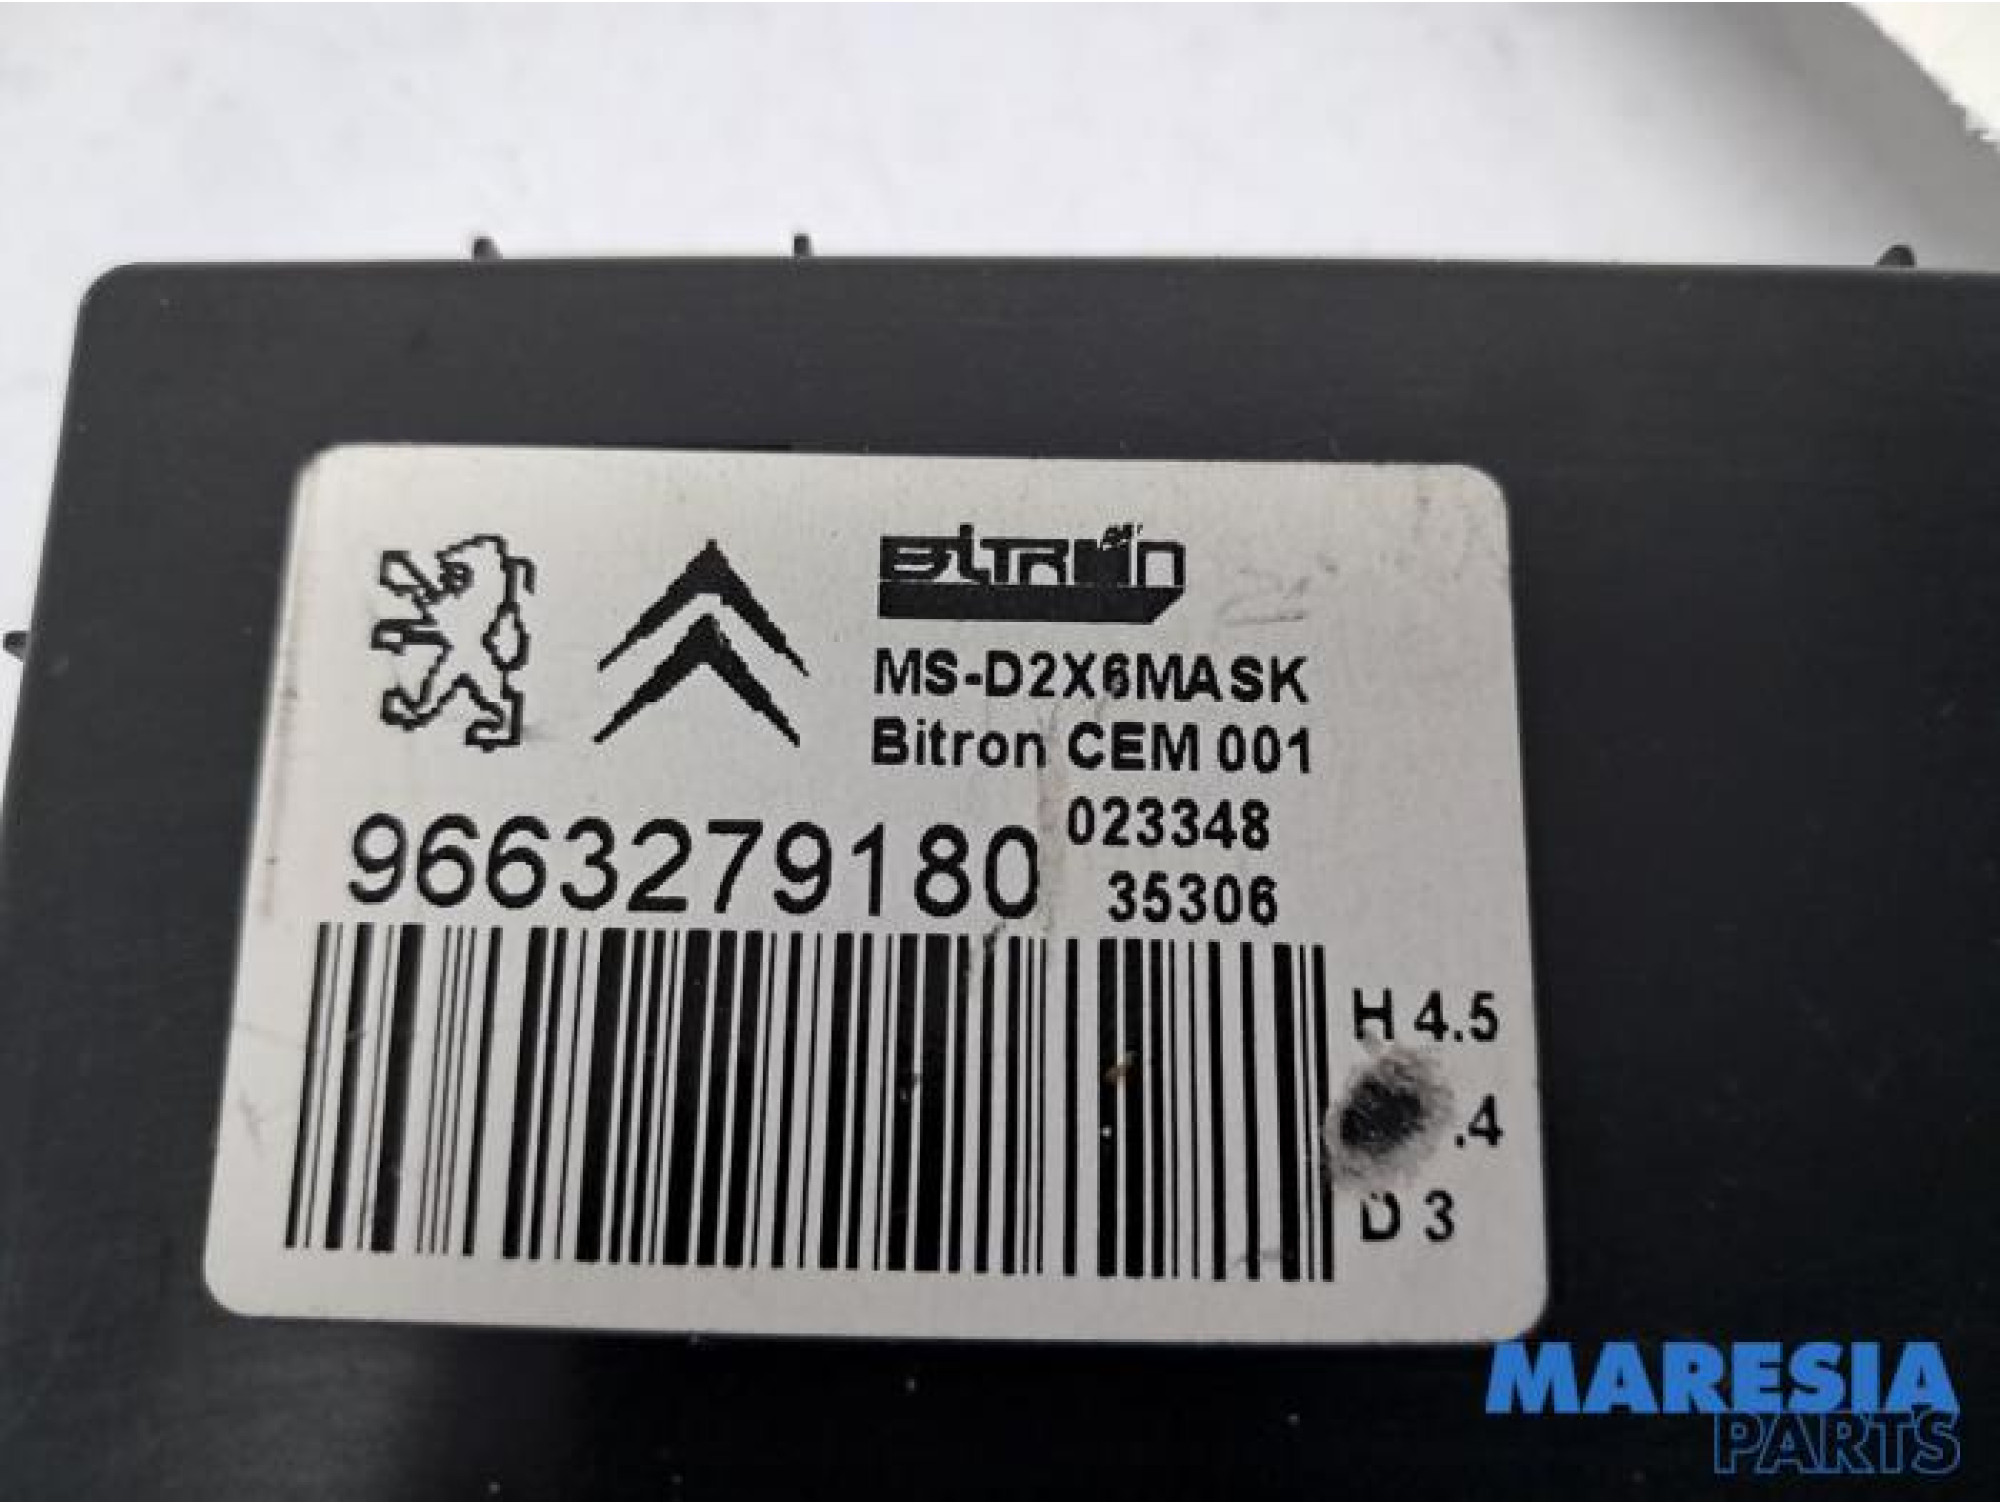 BITRON
MS-D2X6MASK
Bitron CEM 001
9663279180 023348
35306
H 4.5
.4
D 3
MARESIA
PARTS